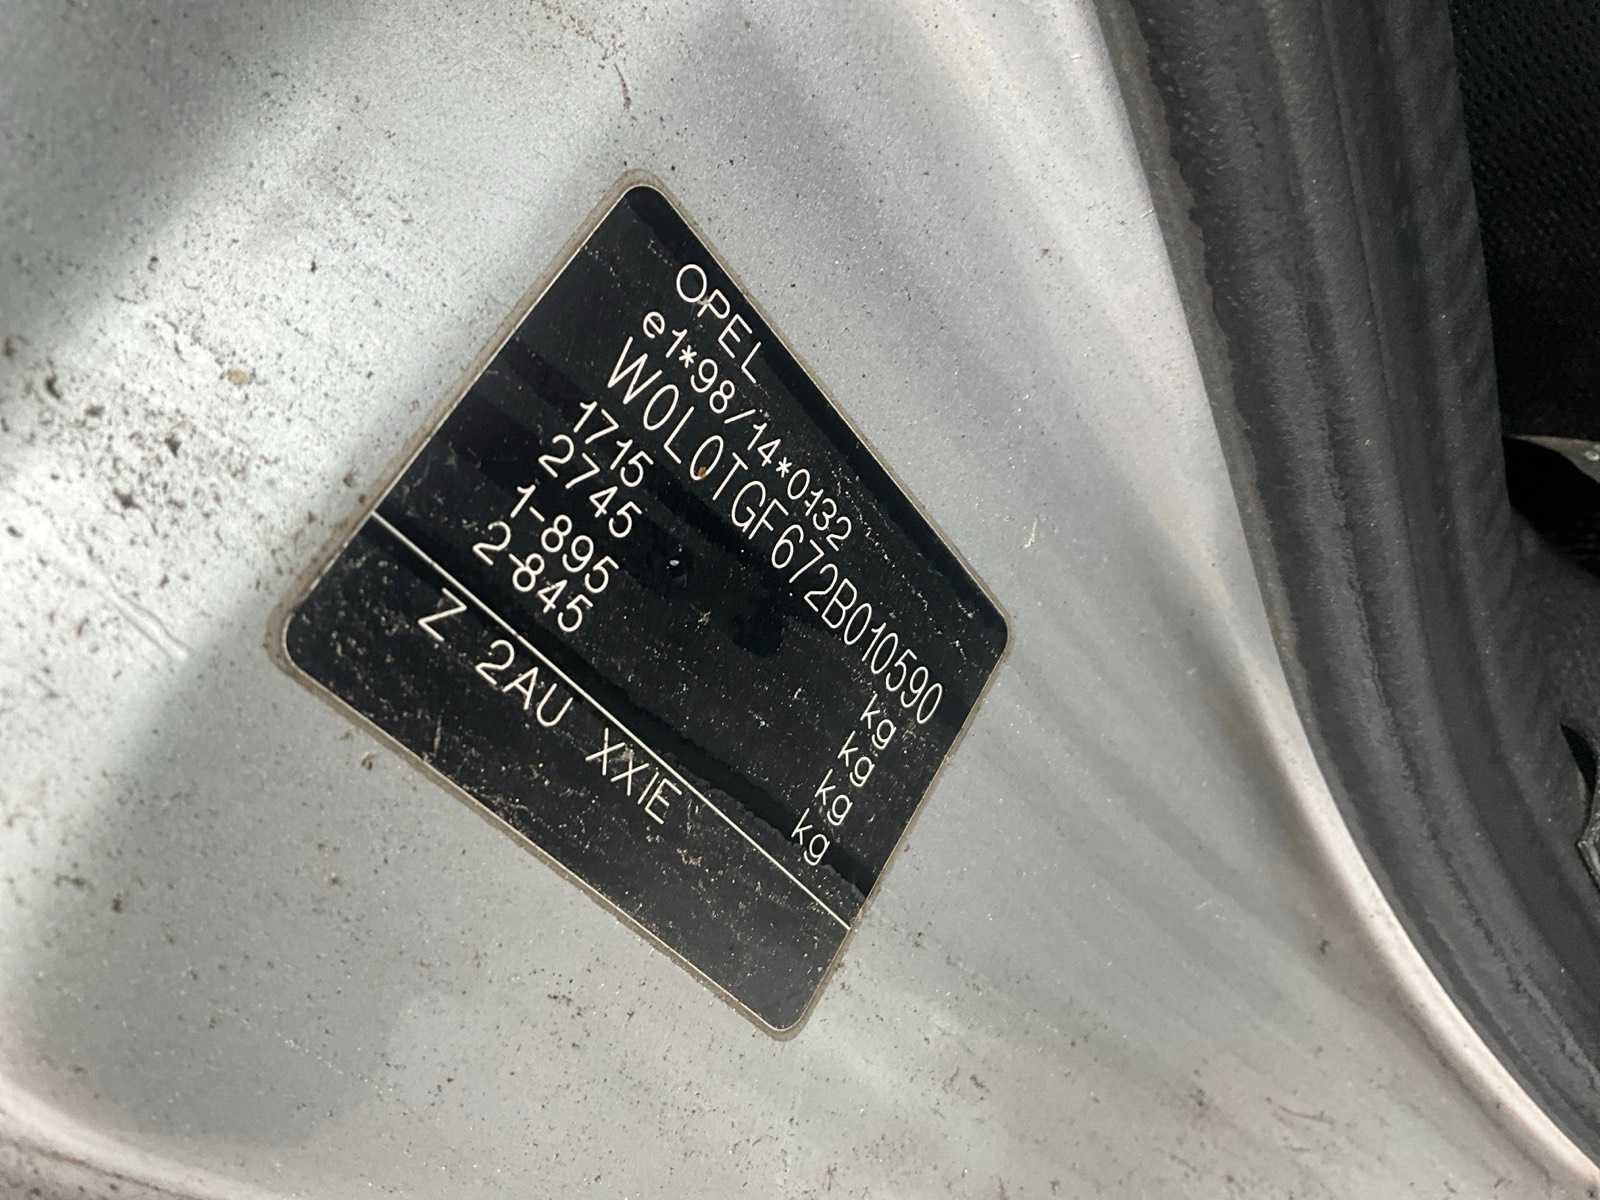 OPEL
e1*98/14*0132
W0L0TGF672B010590
1715 kg
2745 kg
1-895 kg
2-845 kg
Z 2AU XXIE